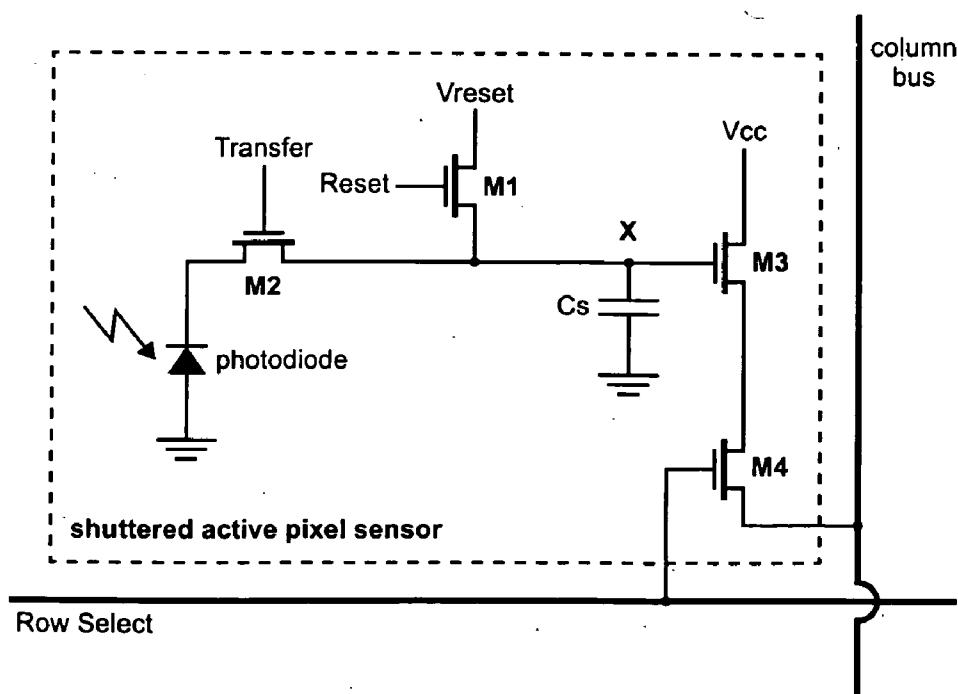 column
bus
Vreset
Vcc
Transfer
Reset
M1
X
M2
M3
Cs
photodiode
M4
shuttered active pixel sensor
Row Select